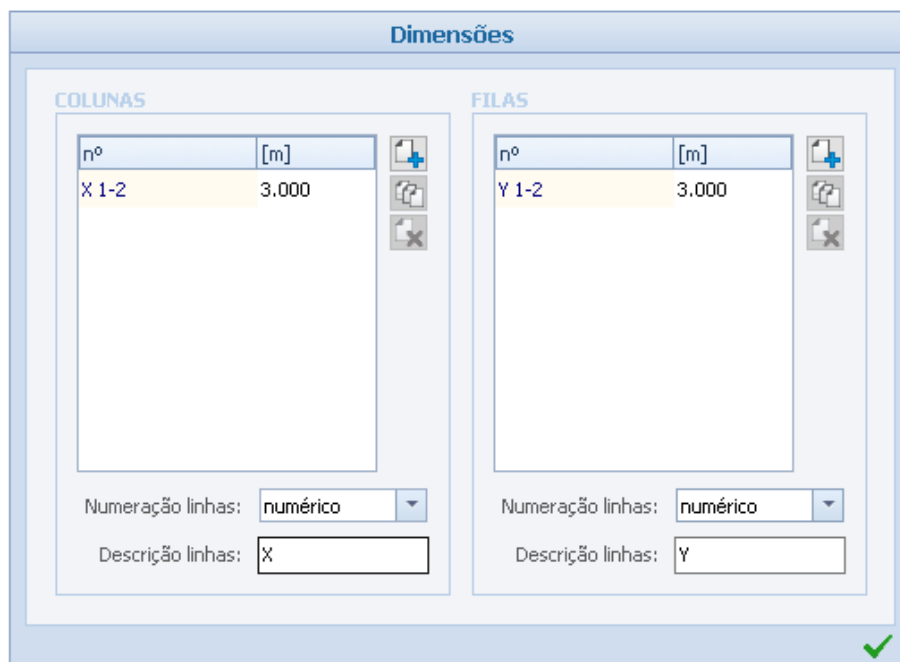 Dimensões
COLUNAS
nº [m]
X 1-2 3.000
Numeração linhas: numérico
Descrição linhas: X
FILAS
nº [m]
Y 1-2 3.000
Numeração linhas: numérico
Descrição linhas: Y